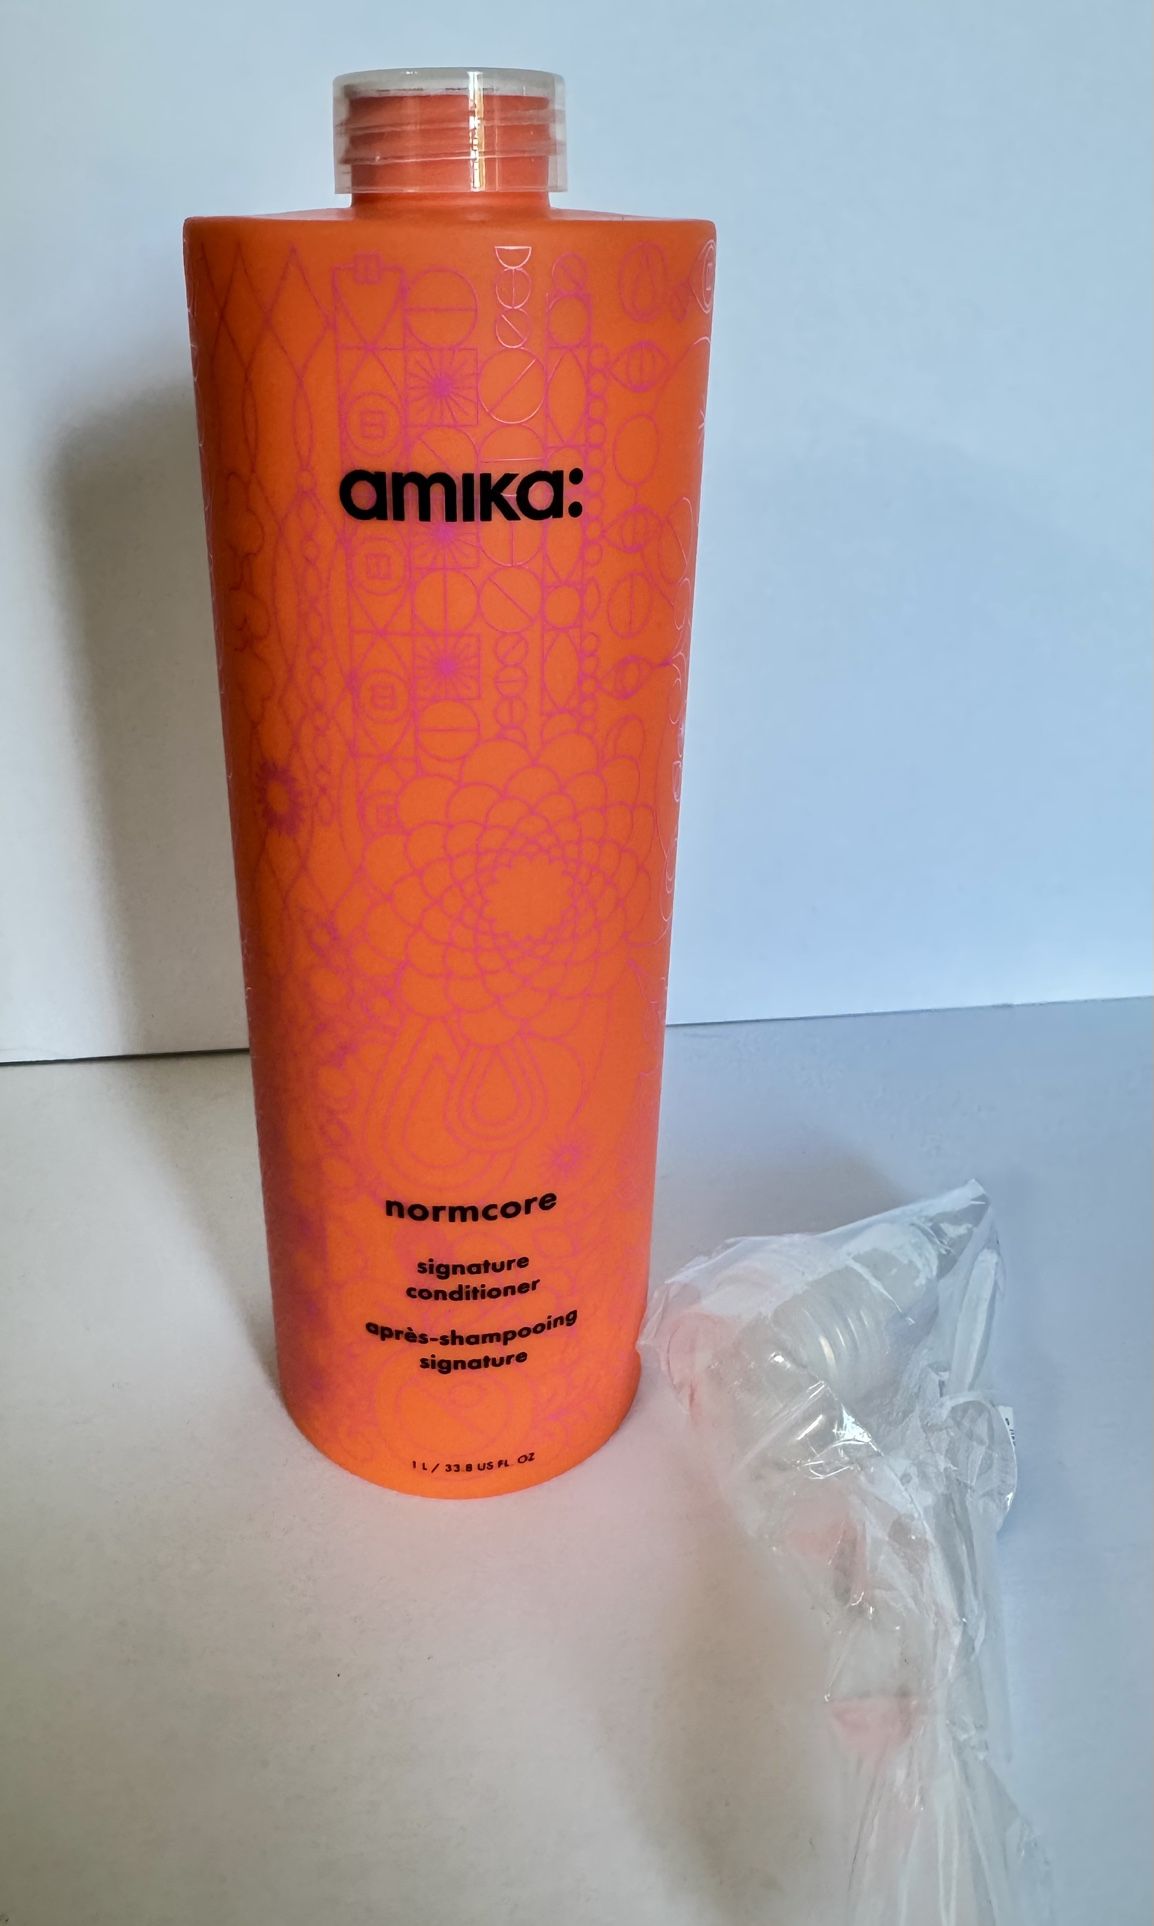 amika:
normcore
signature
conditioner
après-shampooing
signature
1 L / 33.8 US FL. OZ